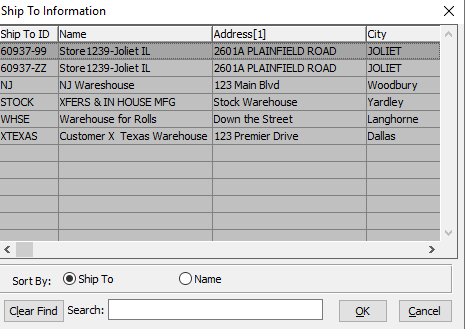 Ship To Information
Ship To ID Name Address[1] City
60937-99 Store1239-Joliet IL 2601A PLAINFIELD ROAD JOLIET
60937-ZZ Store1239-Joliet IL 2601A PLAINFIELD ROAD JOLIET
NJ NJ Wareshouse 123 Main Blvd Woodbury
STOCK XFERS & IN HOUSE MFG Stock Warehouse Yardley
WHSE Warehouse for Rolls Down the Street Langhorne
XTEXAS Customer X Texas Warehouse 123 Premier Drive Dallas
Sort By: Ship To Name
Clear Find Search: OK Cancel